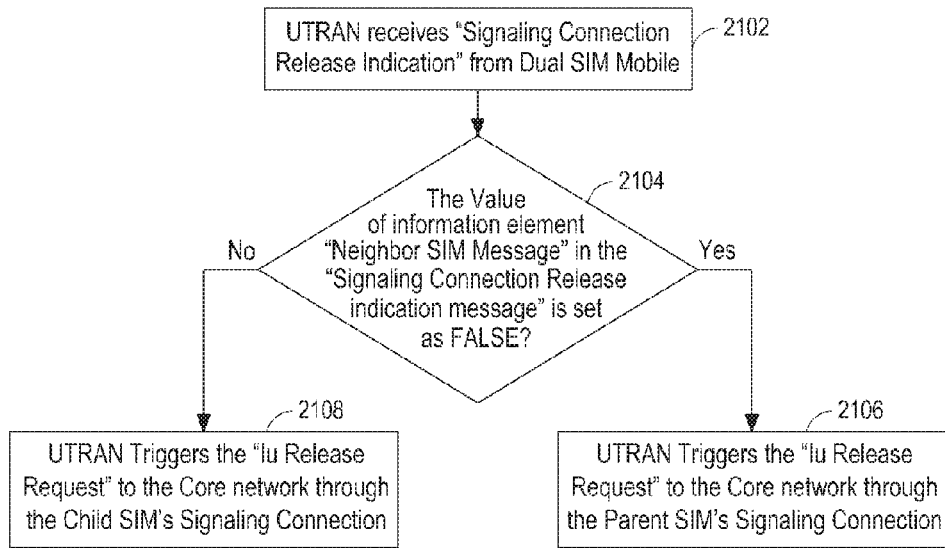 UTRAN receives “Signaling Connection
Release Indication” from Dual SIM Mobile
2102
2104
The Value
of information element
“Neighbor SIM Message” in the
“Signaling Connection Release
indication message” is set
as FALSE?
No
Yes
2108
UTRAN Triggers the “Iu Release
Request” to the Core network through
the Child SIM’s Signaling Connection
2106
UTRAN Triggers the “Iu Release
Request” to the Core network through
the Parent SIM’s Signaling Connection